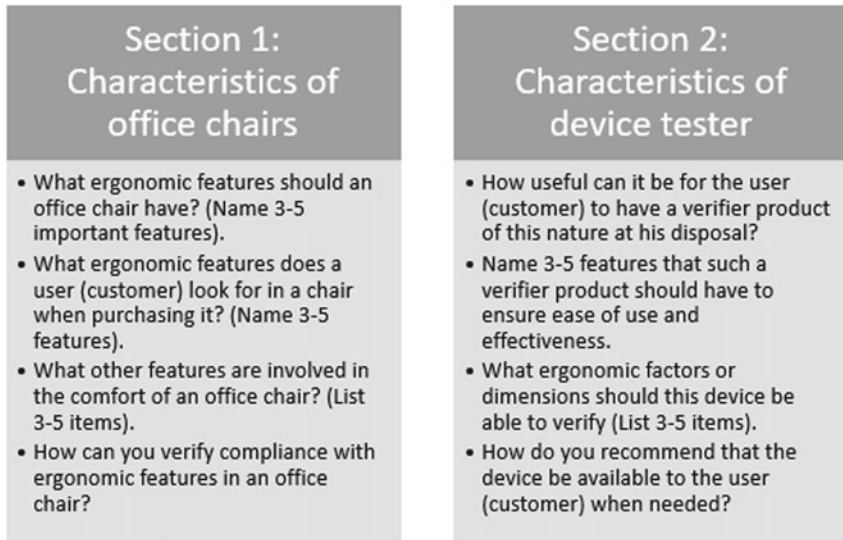 Section 1:
Characteristics of
office chairs
• What ergonomic features should an
office chair have? (Name 3-5
important features).
• What ergonomic features does a
user (customer) look for in a chair
when purchasing it? (Name 3-5
features).
• What other features are involved in
the comfort of an office chair? (List
3-5 items).
• How can you verify compliance with
ergonomic features in an office
chair?
Section 2:
Characteristics of
device tester
• How useful can it be for the user
(customer) to have a verifier product
of this nature at his disposal?
• Name 3-5 features that such a
verifier product should have to
ensure ease of use and
effectiveness.
• What ergonomic factors or
dimensions should this device be
able to verify (List 3-5 items).
• How do you recommend that the
device be available to the user
(customer) when needed?